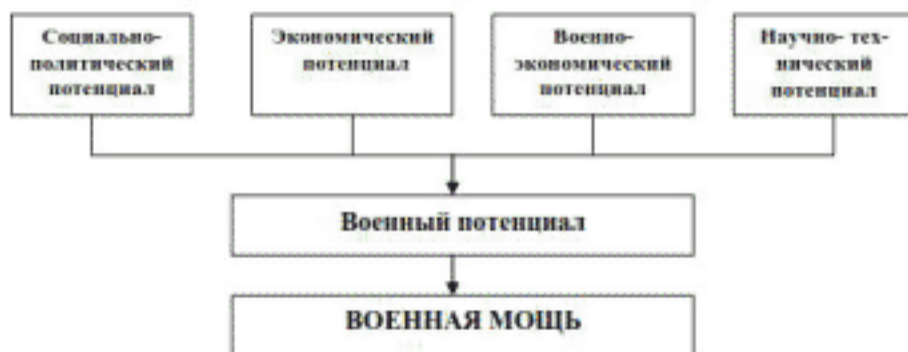 Социально-
политический
потенциал
Экономический
потенциал
Военно-
экономический
потенциал
Научно- тех-
нический
потенциал
Военный потенциал
ВОЕННАЯ МОЩЬ